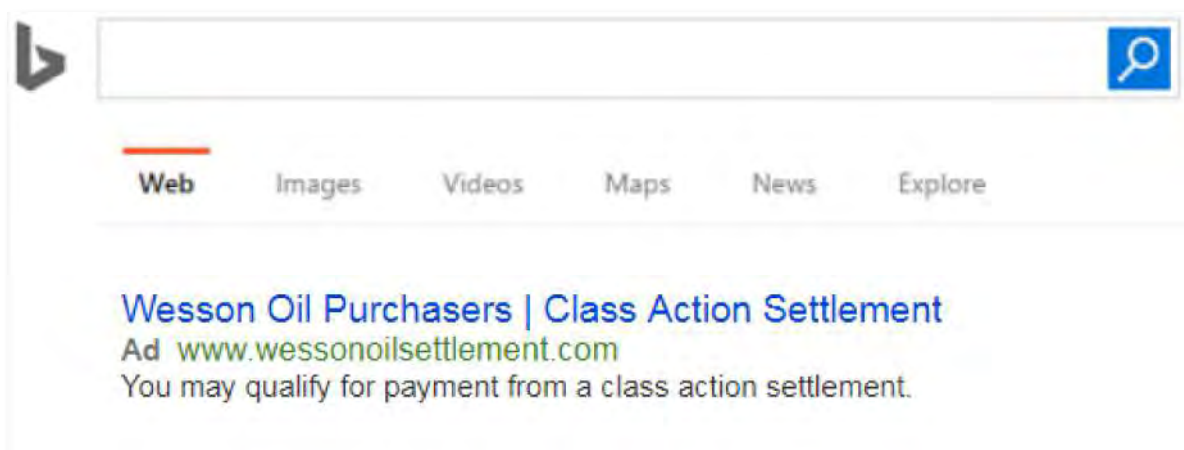 Web Images Videos Maps News Explore
Wesson Oil Purchasers | Class Action Settlement
Ad www.wessonoilsettlement.com
You may qualify for payment from a class action settlement.